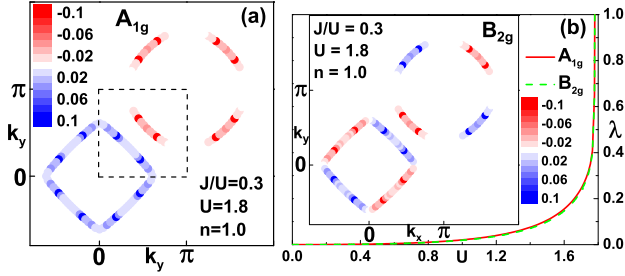 (a)
A1g
-0.1
-0.06
-0.02
0.02
0.06
0.1
π
ky
0
J/U=0.3
U=1.8
n=1.0
0 ky π
(b)
J/U = 0.3
U = 1.8
n = 1.0
B2g
π
ky
0
0 kx π
A1g
B2g
-0.1
-0.06
-0.02
0.02
0.06
0.1
1.0
0.8
0.6
0.4
0.2
0.0
λ
0.0 0.4 0.8 U 1.2 1.6